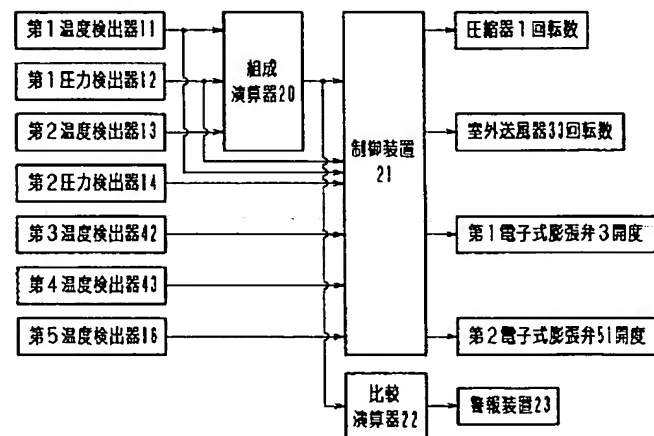 第1温度検出器11
第1圧力検出器12
第2温度検出器13
第2圧力検出器14
第3温度検出器42
第4温度検出器43
第5温度検出器16
組成
演算器20
制御装置
21
比較
演算器22
圧縮器1回転数
室外送風器33回転数
第1電子式膨張弁3開度
第2電子式膨張弁51開度
警報装置23